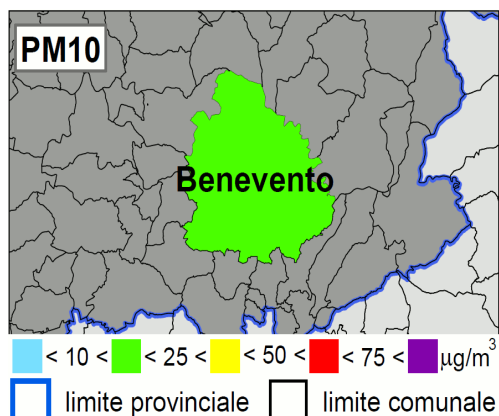 PM10
Benevento
< 10 < < 25 < < 50 < < 75 < µg/m³
limite provinciale limite comunale